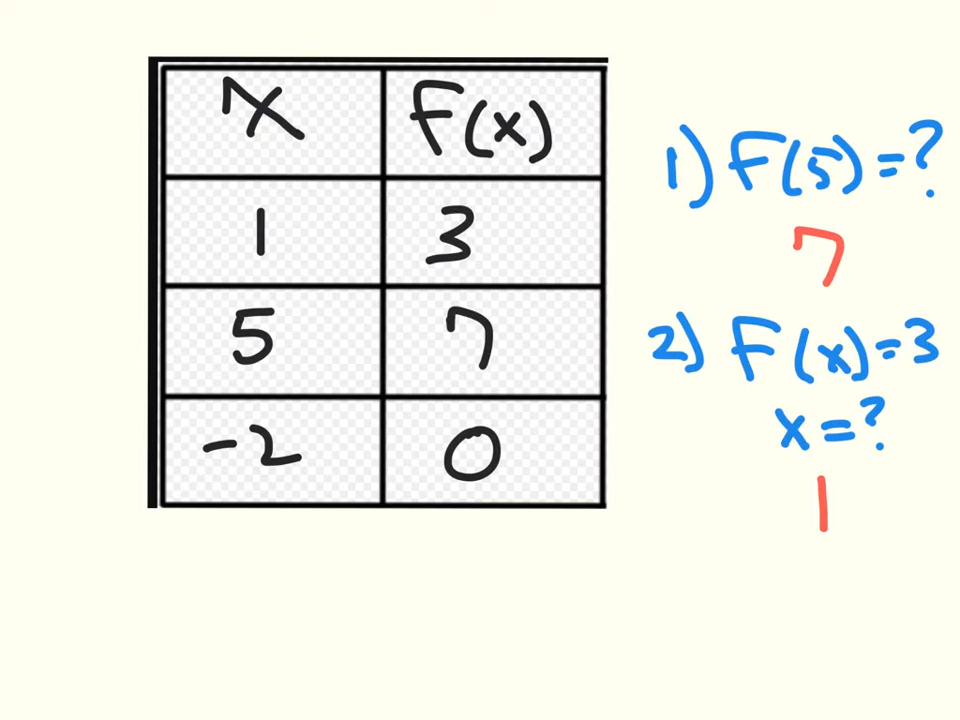 x F(x)
1 3
5 7
-2 0
1) F(5)=?
7
2) F(x)=3
x=?
1